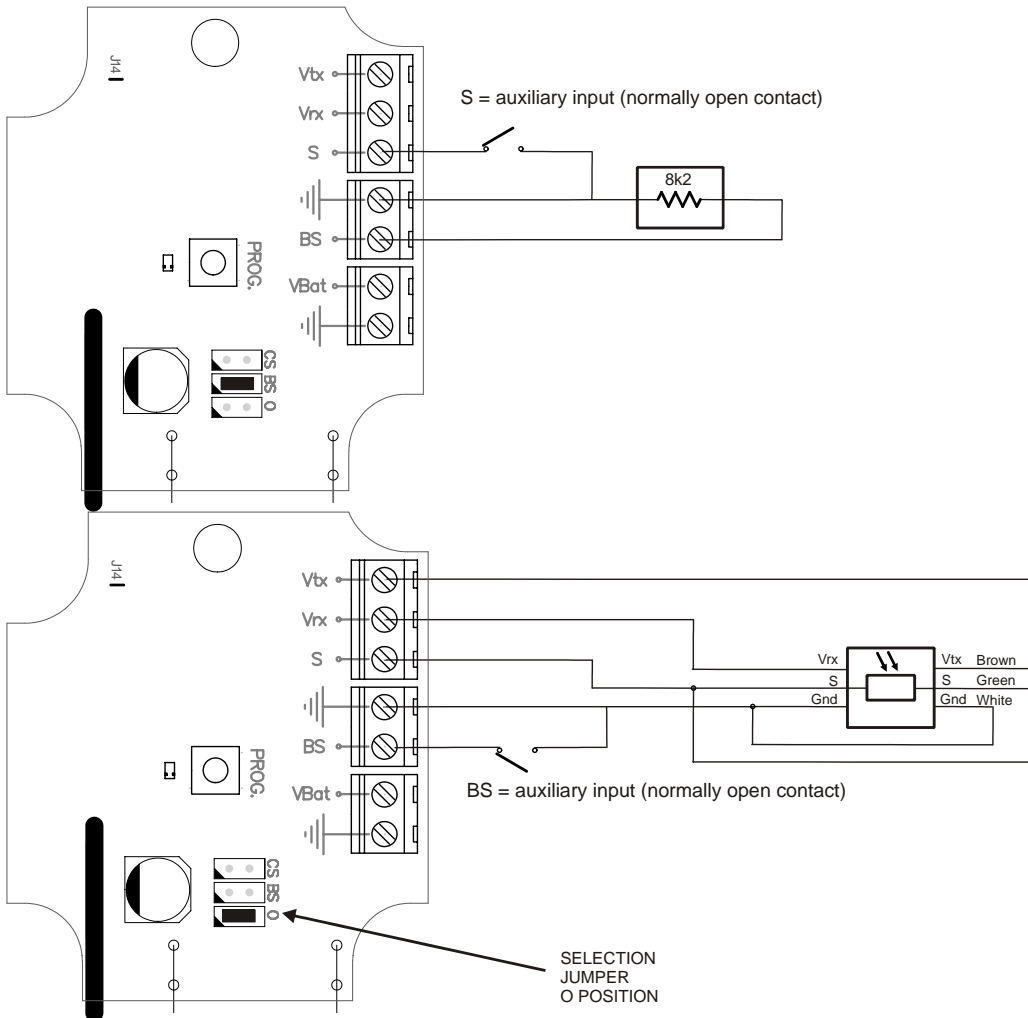 J14
Vtx
Vrx
S
BS
VBat
PROG.
CS BS O
S = auxiliary input (normally open contact)
8k2
J14
Vtx
Vrx
S
BS
VBat
PROG.
CS BS O
Vrx
S
Gnd
Vtx Brown
S Green
Gnd White
BS = auxiliary input (normally open contact)
SELECTION
JUMPER
O POSITION